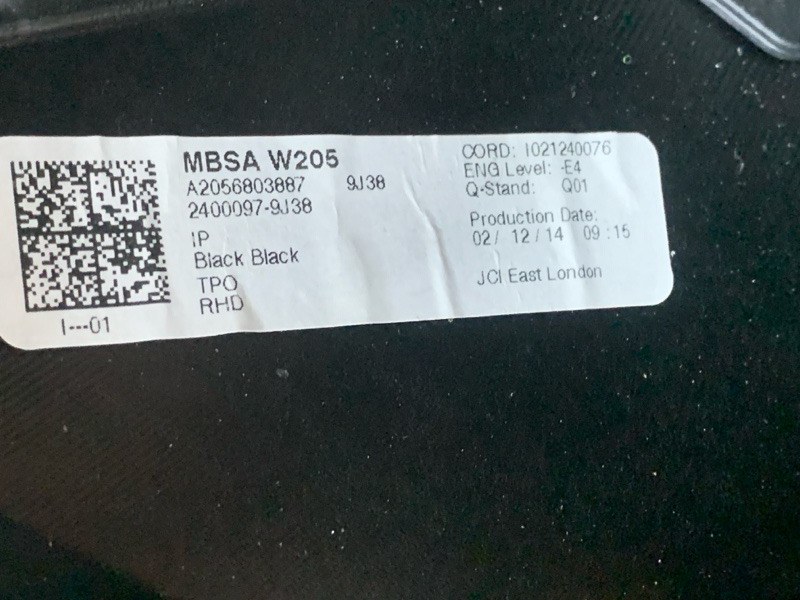 MBSA W205
A2056803887 9J38
2400097-9J38
IP
Black Black
TPO
RHD
I---01
CORD: I021240076
ENG Level: -E4
Q-Stand: Q01
Production Date:
02/ 12/ 14 09:15
JCI East London